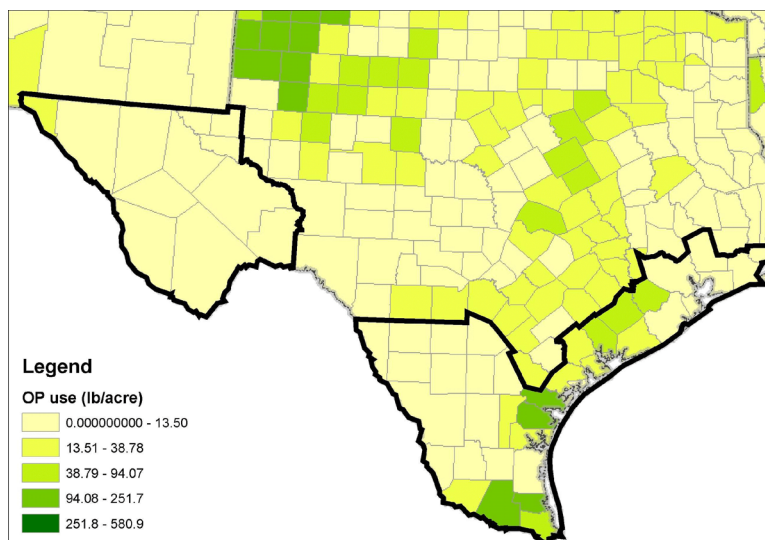 Legend
OP use (lb/acre)
0.000000000 - 13.50
13.51 - 38.78
38.79 - 94.07
94.08 - 251.7
251.8 - 580.9